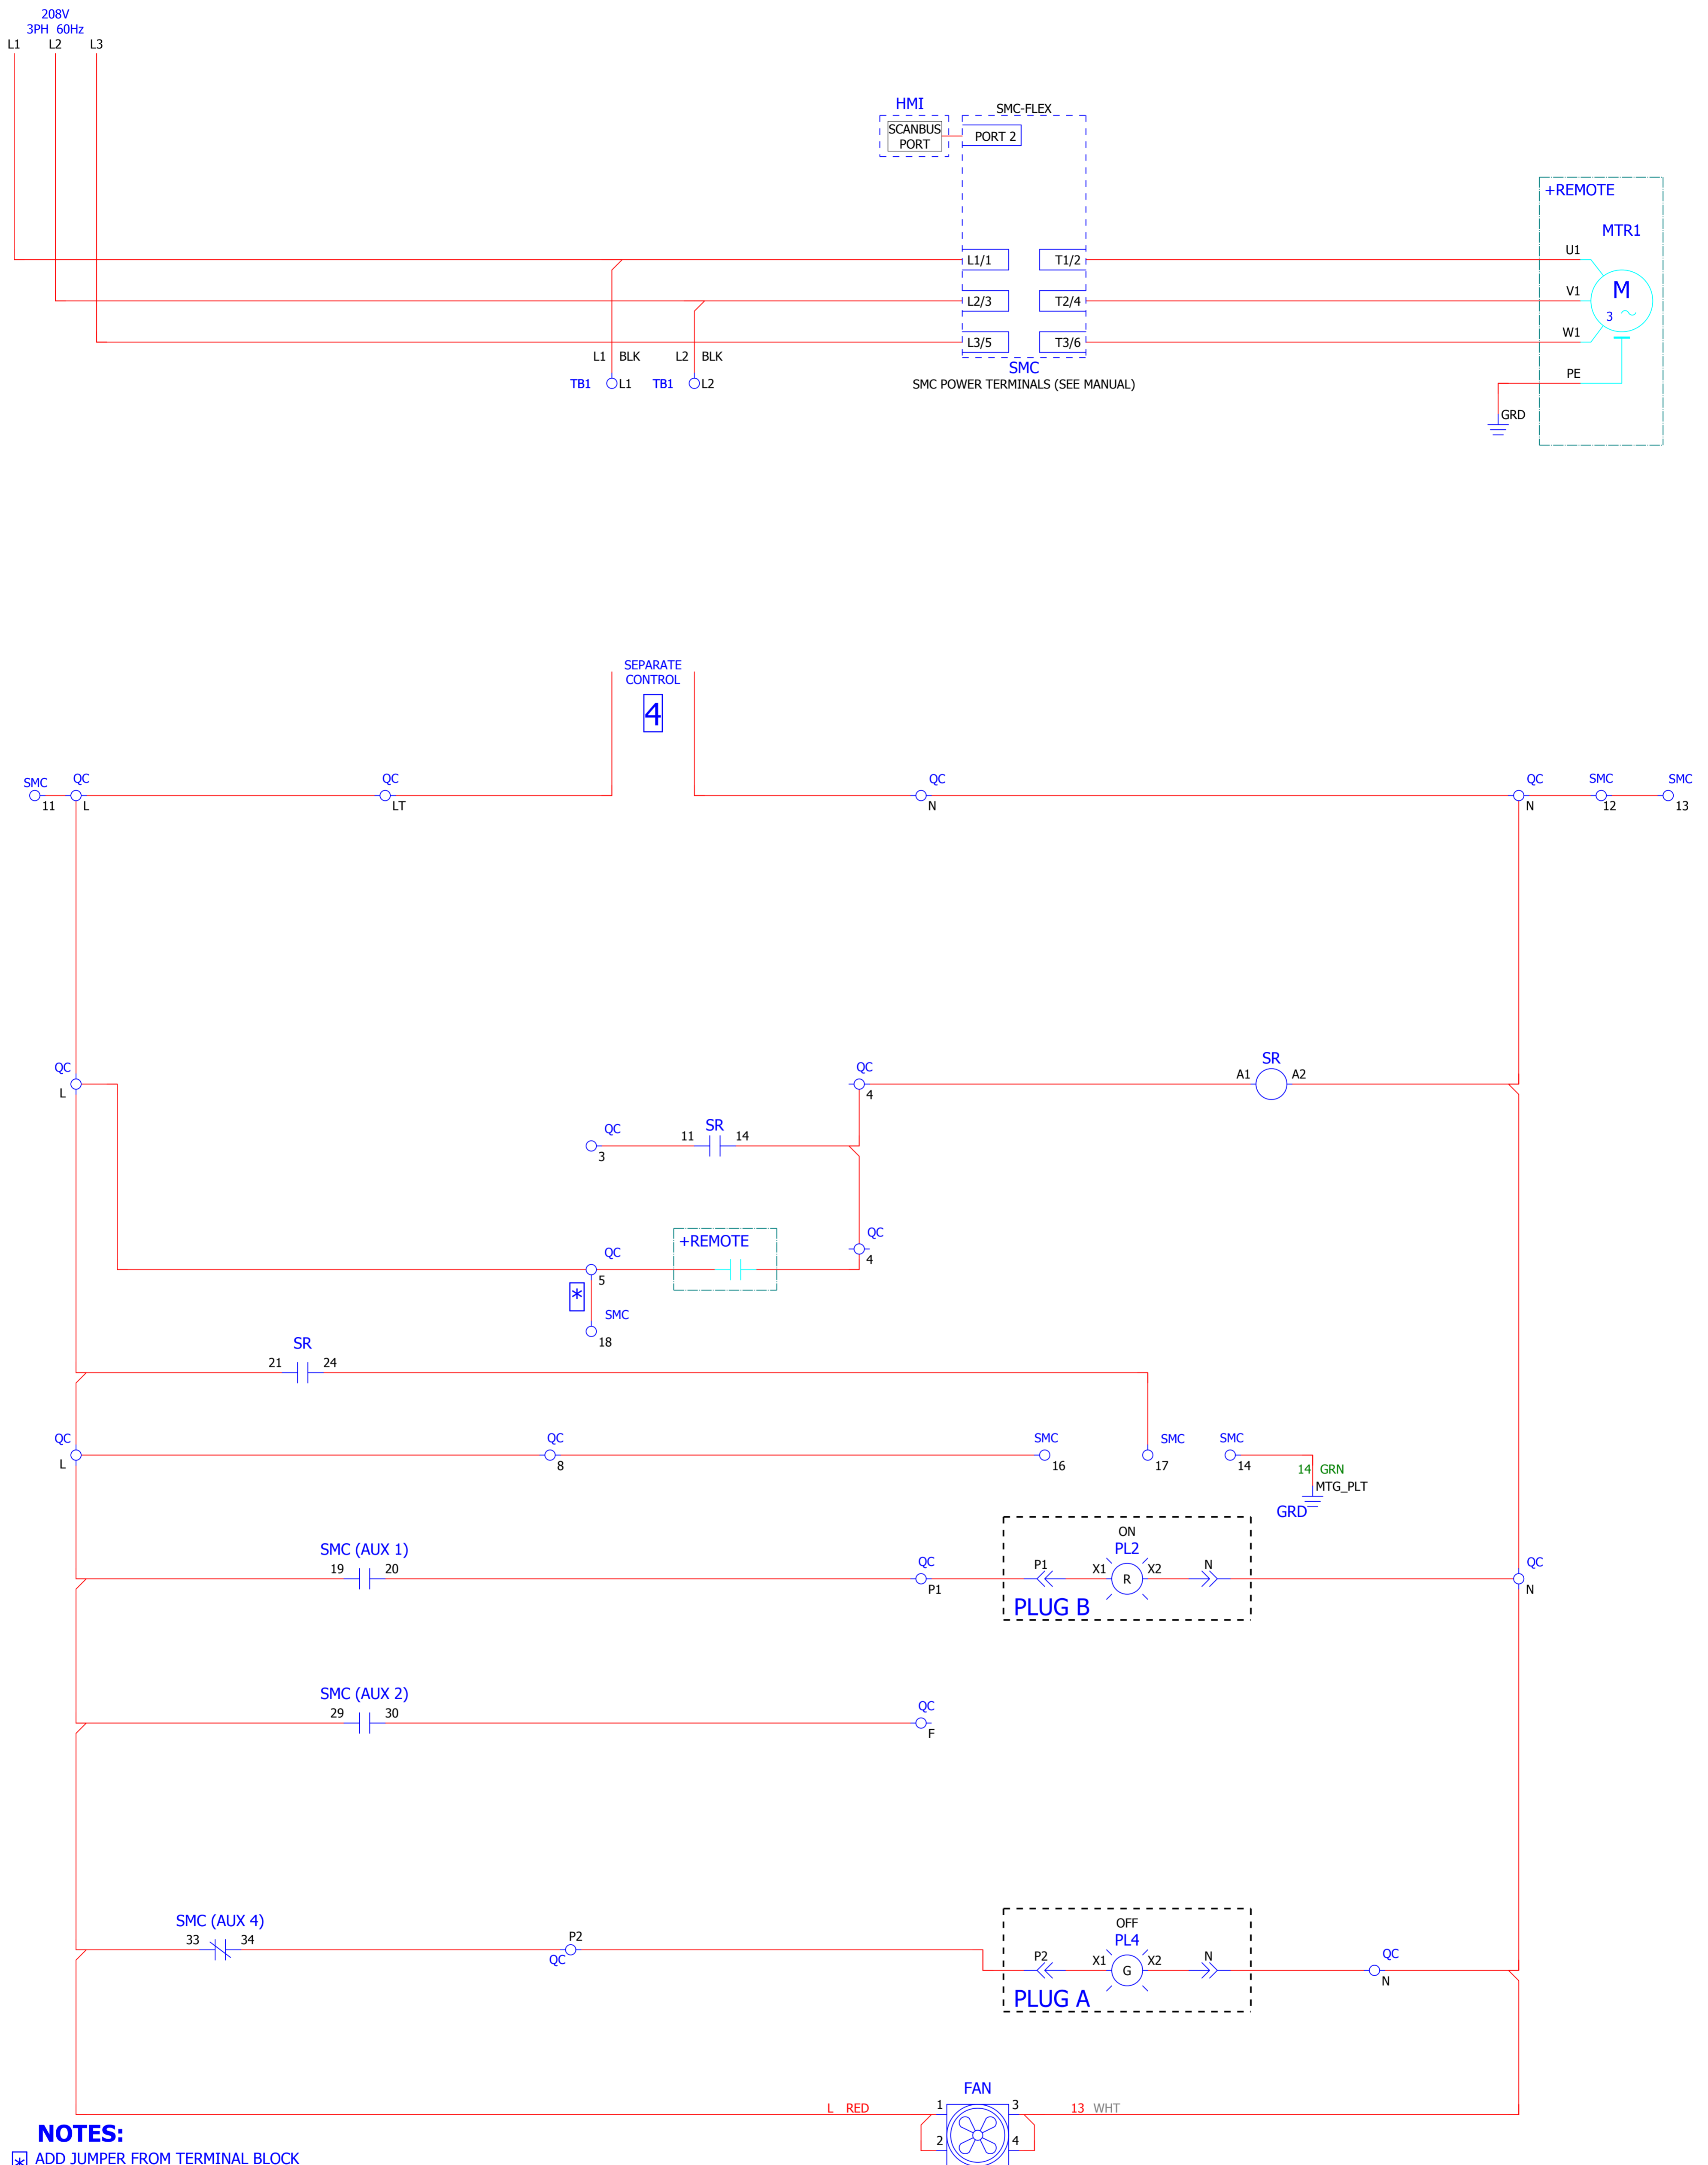 208V
3PH 60Hz
L1 L2 L3
HMI
SMC-FLEX
SCANBUS
PORT
PORT 2
+REMOTE
MTR1
L1/1 T1/2 U1
L2/3 T2/4 V1 M
3
L3/5 T3/6 W1
L1 BLK L2 BLK
SMC
TB1 L1 TB1 L2
SMC POWER TERMINALS (SEE MANUAL)
PE
GRD
SEPARATE
CONTROL
4
SMC QC QC QC QC SMC SMC
11 L LT N N 12 13
QC QC SR
A1 A2
L 4
QC SR
11 14
3
QC
+REMOTE
QC 4
5
*
SMC
18
SR
21 24
QC QC SMC SMC SMC
L 8 16 17 14
14 GRN
MTG_PLT
GRD
ON
SMC (AUX 1) PL2
19 20 QC P1 X1 R X2 N QC
P1 N
PLUG B
SMC (AUX 2)
29 30 QC
F
SMC (AUX 4) OFF
33 34 P2 PL4
QC P2 X1 G X2 N QC
N
PLUG A
FAN
L RED 1 3 13 WHT
2 4
NOTES:
* ADD JUMPER FROM TERMINAL BLOCK